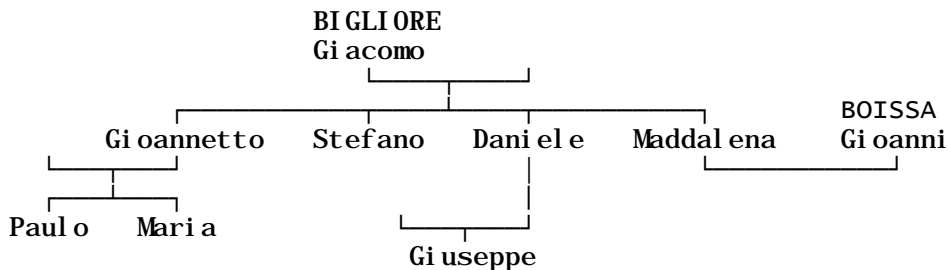 BIGLIORE
Giacomo
BOISSA
Gioannetto Stefano Daniele Maddalena Gioanni
Paulo Maria
Giuseppe